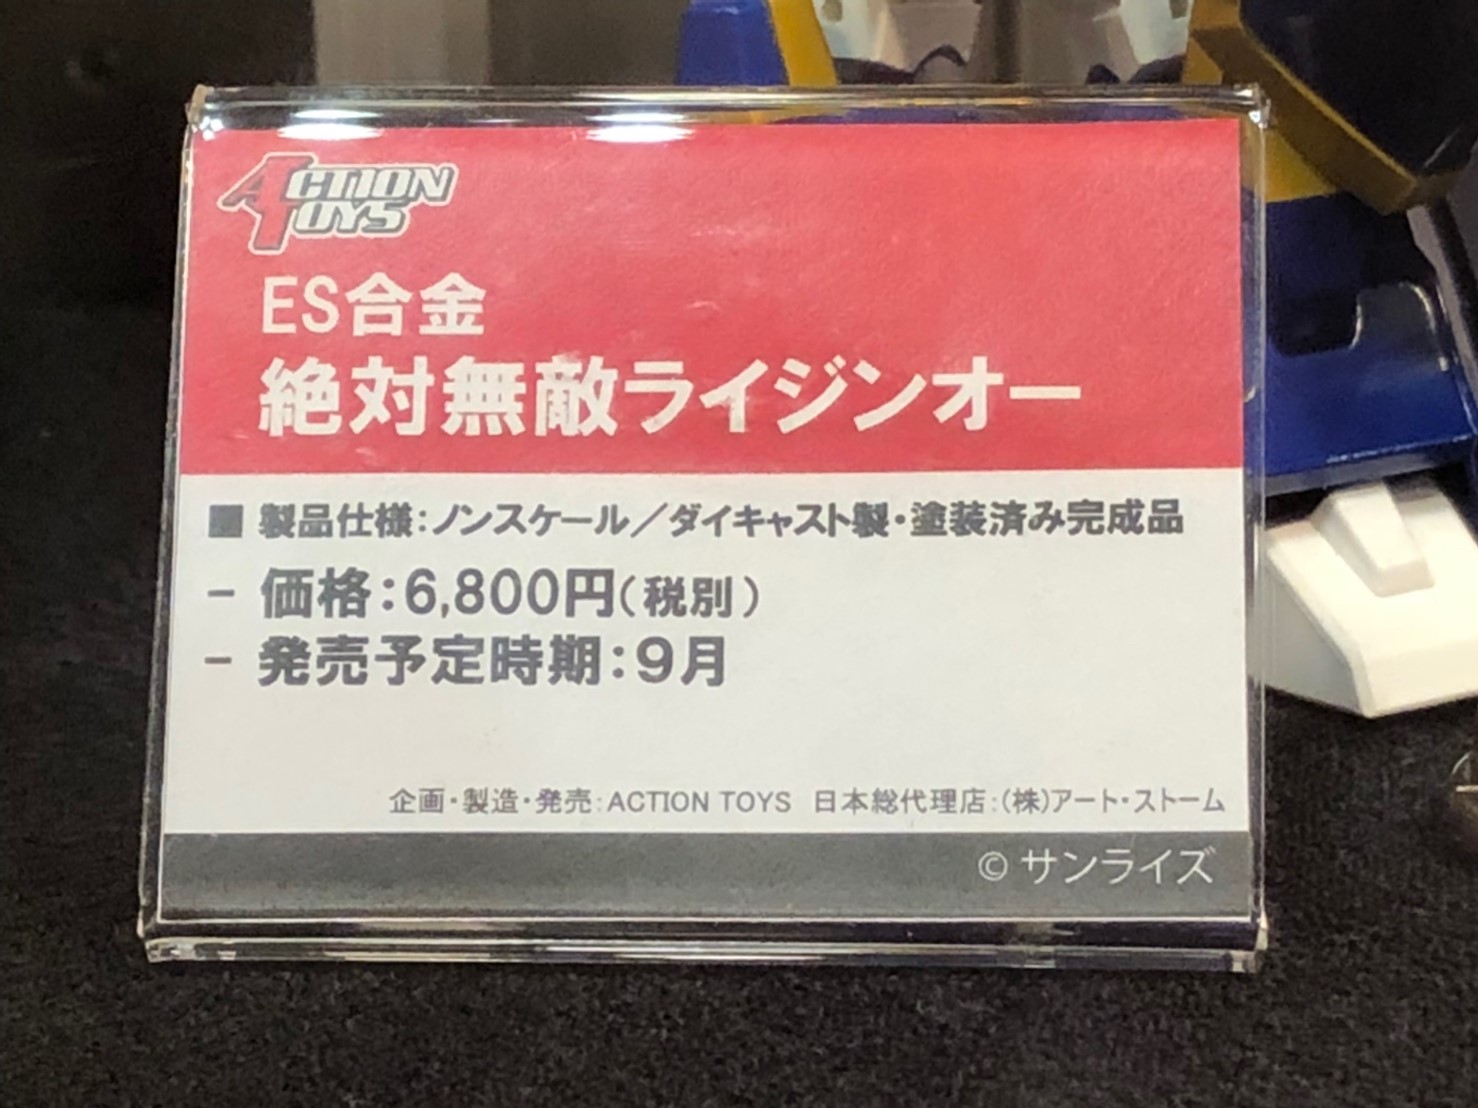 ACTION
TOYS
ES合金
絶対無敵ライジンオー
■ 製品仕様：ノンスケール／ダイキャスト製・塗装済み完成品
− 価格：6,800円（税別）
− 発売予定時期：9月
企画・製造・発売：ACTION TOYS 日本総代理店：（株）アート・ストーム
© サンライズ